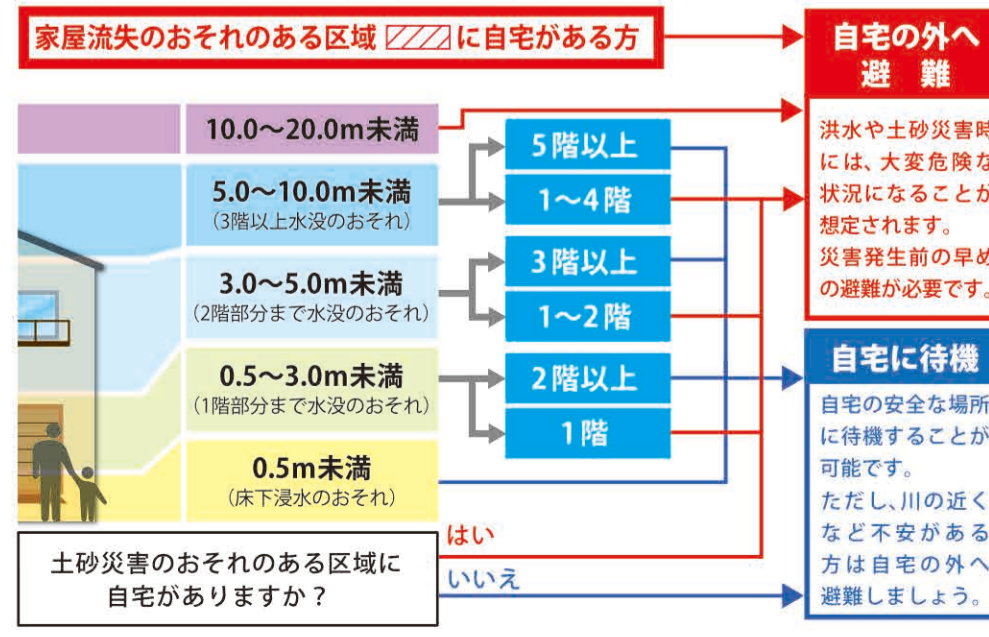 家屋流失のおそれのある区域 に自宅がある方
自宅の外へ
避 難
洪水や土砂災害時
には、大変危険な
状況になることが
想定されます。
災害発生前の早め
の避難が必要です。
10.0〜20.0m未満
5.0〜10.0m未満
(3階以上水没のおそれ)
5階以上
1〜4階
3.0〜5.0m未満
(2階部分まで水没のおそれ)
3階以上
1〜2階
0.5〜3.0m未満
(1階部分まで水没のおそれ)
2階以上
1階
0.5m未満
(床下浸水のおそれ)
自宅に待機
自宅の安全な場所
に待機することが
可能です。
ただし、川の近く
など不安がある
方は自宅の外へ
避難しましょう。
土砂災害のおそれのある区域に
自宅がありますか？
はい
いいえ